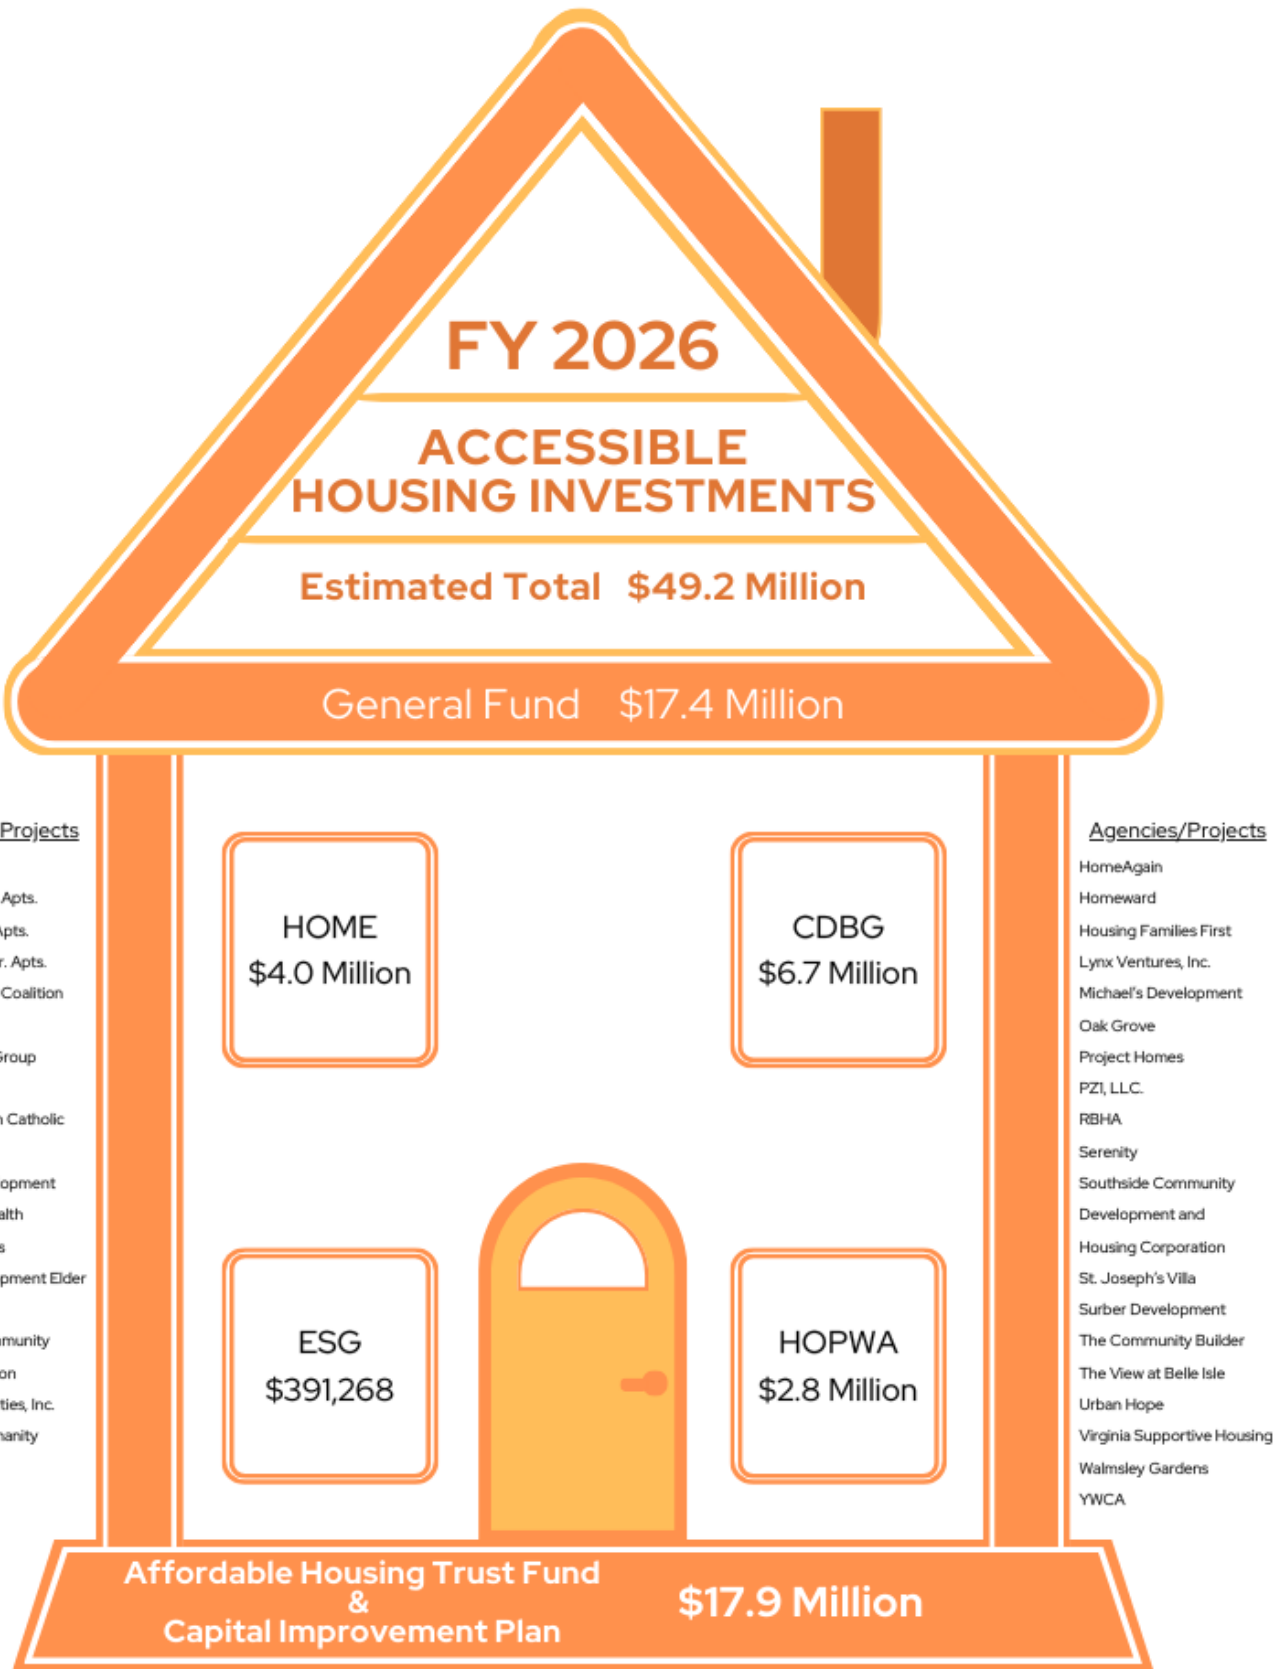 FY 2026
ACCESSIBLE
HOUSING INVESTMENTS
Estimated Total $49.2 Million
General Fund $17.4 Million
Projects
Apts.
Apts.
Coalition
Group
Catholic
Inc.
HOME
$4.0 Million
CDBG
$6.7 Million
ESG
$391,268
HOPWA
$2.8 Million
Agencies/Projects
HomeAgain
Homeward
Housing Families First
Lynx Ventures, Inc.
Michael's Development
Oak Grove
Project Homes
PZ1, LLC.
RBHA
Serenity
Southside Community
Development and
Housing Corporation
St. Joseph's Villa
Surber Development
The Community Builder
The View at Belle Isle
Urban Hope
Virginia Supportive Housing
Walmsley Gardens
YWCA
Affordable Housing Trust Fund
&
Capital Improvement Plan
$17.9 Million